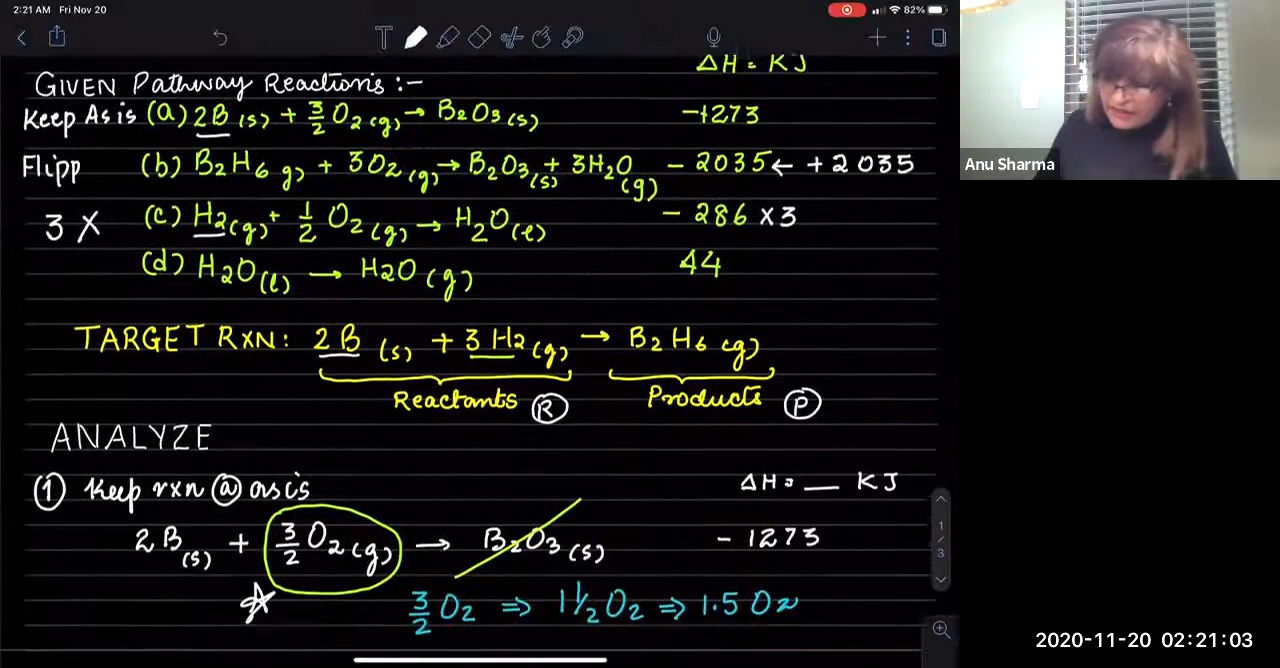 2:21 AM Fri Nov 20
82%
ΔH = KJ
GIVEN Pathway Reactions:-
Keep As is (a) 2B (s) + 3/2 O2 (g) → B2O3 (s) -1273
Flipp (b) B2H6 g) + 3O2 (g) → B2O3 (s) + 3H2O (g) - 2035 ← + 2035
3 X (c) H2 (g) + 1/2 O2 (g) → H2O (l) - 286 x 3
(d) H2O (l) → H2O (g) 44
TARGET RXN: 2B (s) + 3 H2 (g) → B2H6 (g)
Reactants R Products P
ANALYZE
1 Keep rxn @ as is ΔH = __ KJ
2B (s) + 3/2 O2 (g) → B2O3 (s) - 1273
3/2 O2 ⇒ 1 1/2 O2 ⇒ 1.5 O2
1/3
Anu Sharma
2020-11-20 02:21:03